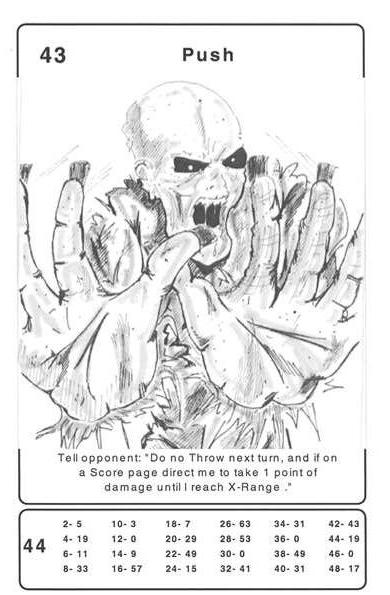 43 Push
Tell opponent: "Do no Throw next turn, and if on
a Score page direct me to take 1 point of
damage until I reach X-Range ."
44
2- 5 10- 3 18- 7 26- 63 34- 31 42- 43
4- 19 12- 0 20- 29 28- 53 36- 0 44- 19
6- 11 14- 9 22- 49 30- 0 38- 49 46- 0
8- 33 16- 57 24- 15 32- 41 40- 31 48- 17